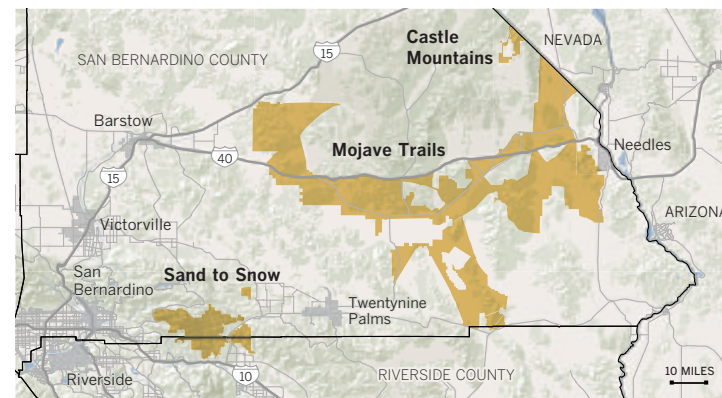 Castle
Mountains
NEVADA
SAN BERNARDINO COUNTY
15
Barstow
Mojave Trails
Needles
40
15
Victorville
ARIZONA
San
Bernardino
Sand to Snow
Twentynine
Palms
10 MILES
Riverside
10
RIVERSIDE COUNTY